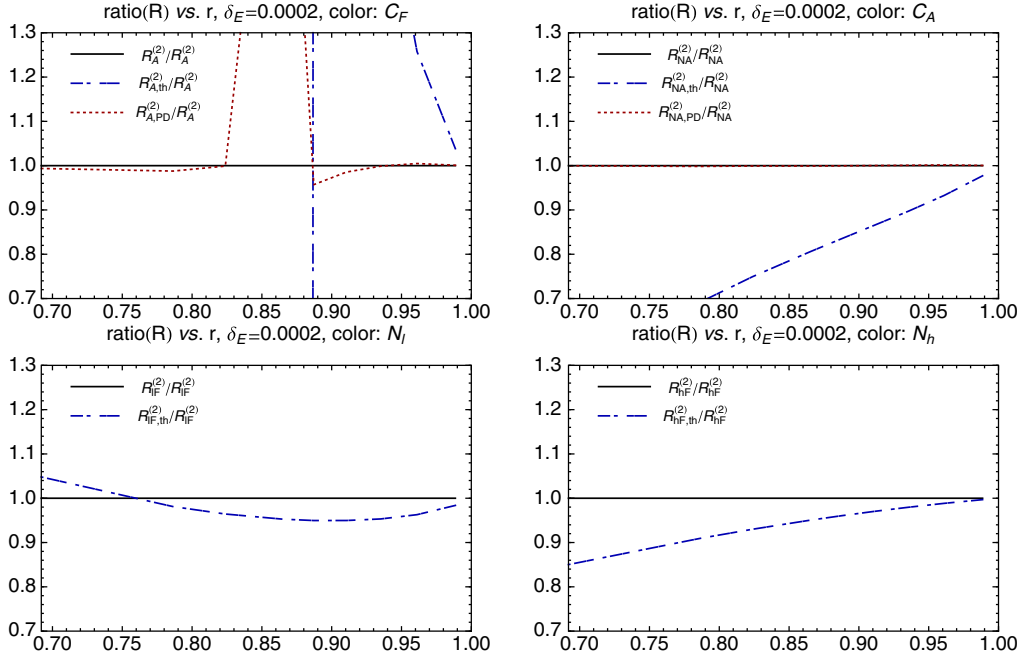 ratio(R) vs. r, δ_E=0.0002, color: C_F
R_A^(2)/R_A^(2)
R_A,th^(2)/R_A^(2)
R_A,PD^(2)/R_A^(2)
1.3
1.2
1.1
1.0
0.9
0.8
0.7
0.70 0.75 0.80 0.85 0.90 0.95 1.00
ratio(R) vs. r, δ_E=0.0002, color: C_A
R_NA^(2)/R_NA^(2)
R_NA,th^(2)/R_NA^(2)
R_NA,PD^(2)/R_NA^(2)
1.3
1.2
1.1
1.0
0.9
0.8
0.7
0.70 0.75 0.80 0.85 0.90 0.95 1.00
ratio(R) vs. r, δ_E=0.0002, color: N_l
R_lF^(2)/R_lF^(2)
R_lF,th^(2)/R_lF^(2)
1.3
1.2
1.1
1.0
0.9
0.8
0.7
0.70 0.75 0.80 0.85 0.90 0.95 1.00
ratio(R) vs. r, δ_E=0.0002, color: N_h
R_hF^(2)/R_hF^(2)
R_hF,th^(2)/R_hF^(2)
1.3
1.2
1.1
1.0
0.9
0.8
0.7
0.70 0.75 0.80 0.85 0.90 0.95 1.00